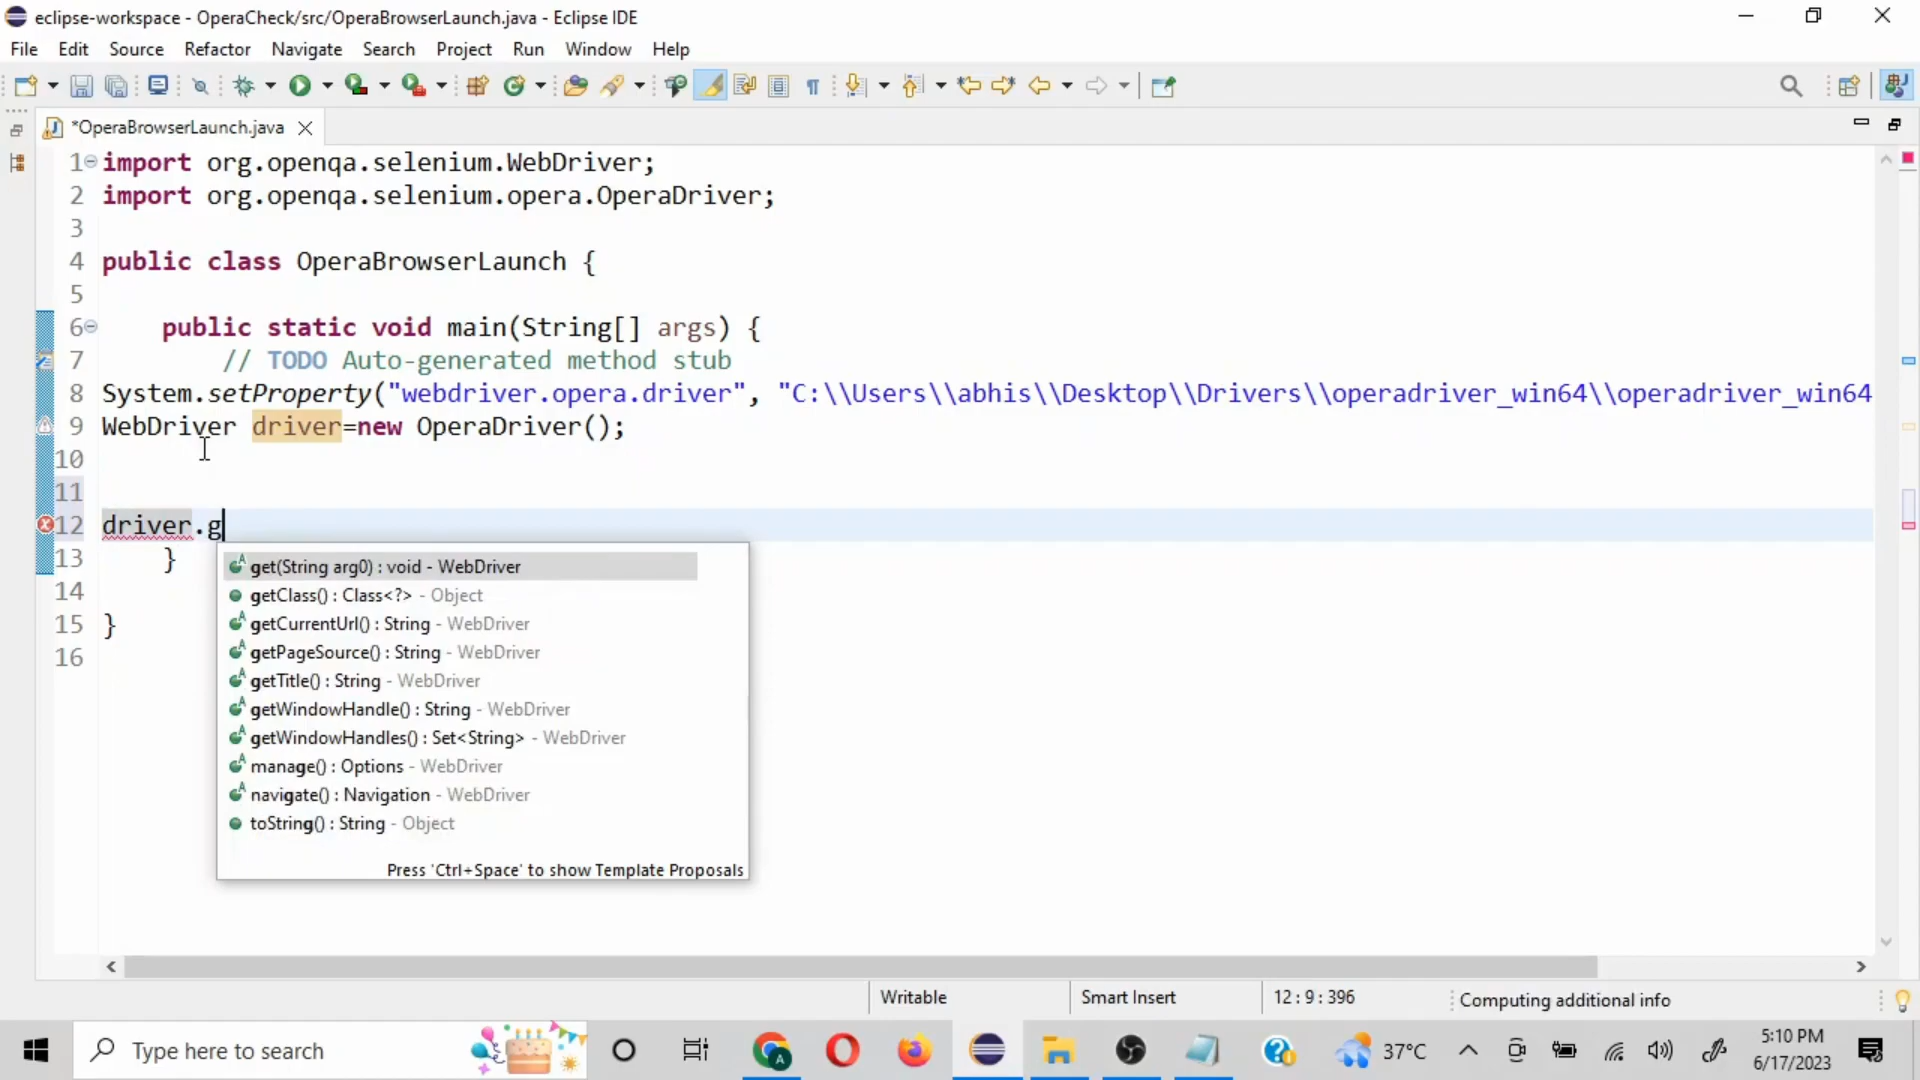 eclipse-workspace - OperaCheck/src/OperaBrowserLaunch.java - Eclipse IDE
File Edit Source Refactor Navigate Search Project Run Window Help
*OperaBrowserLaunch.java
1 import org.openqa.selenium.WebDriver;
2 import org.openqa.selenium.opera.OperaDriver;
3
4 public class OperaBrowserLaunch {
5
6 public static void main(String[] args) {
7 // TODO Auto-generated method stub
8 System.setProperty("webdriver.opera.driver", "C:\\Users\\abhis\\Desktop\\Drivers\\operadriver_win64\\operadriver_win64
9 WebDriver driver=new OperaDriver();
10
11
12 driver.g
13 }
14
15 }
16
get(String arg0) : void - WebDriver
getClass() : Class<?> - Object
getCurrentUrl() : String - WebDriver
getPageSource() : String - WebDriver
getTitle() : String - WebDriver
getWindowHandle() : String - WebDriver
getWindowHandles() : Set<String> - WebDriver
manage() : Options - WebDriver
navigate() : Navigation - WebDriver
toString() : String - Object
Press 'Ctrl+Space' to show Template Proposals
Writable Smart Insert 12 : 9 : 396 Computing additional info
Type here to search 37°C 5:10 PM
6/17/2023